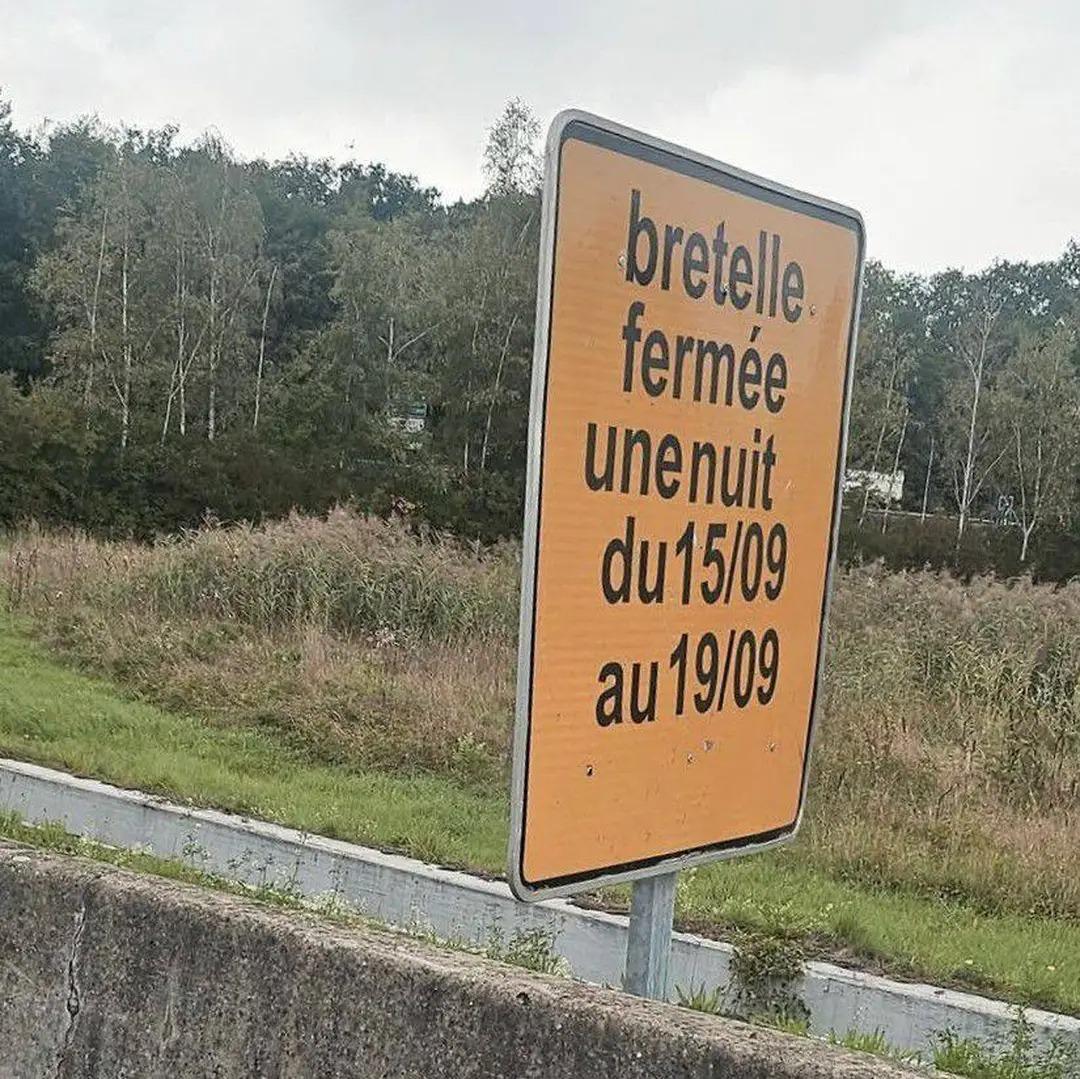 bretelle
fermée
une nuit
du 15/09
au 19/09